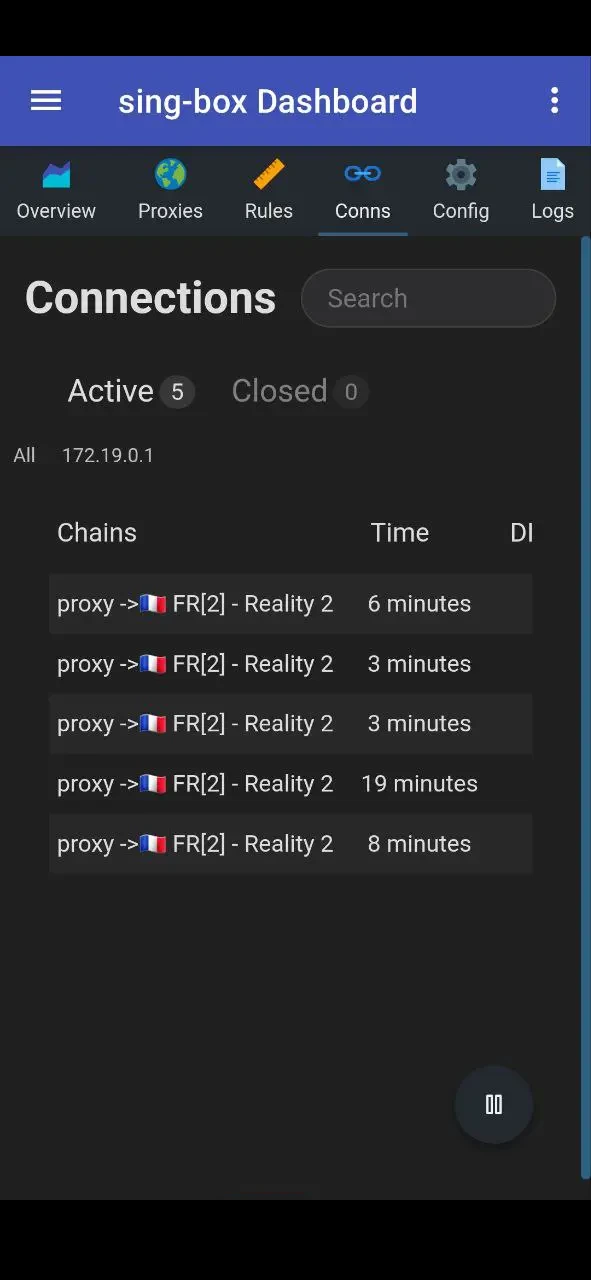 sing-box Dashboard
Overview Proxies Rules Conns Config Logs
Connections Search
Active 5 Closed 0
All 172.19.0.1
Chains Time Dl
proxy ->🇫🇷 FR[2] - Reality 2 6 minutes
proxy ->🇫🇷 FR[2] - Reality 2 3 minutes
proxy ->🇫🇷 FR[2] - Reality 2 3 minutes
proxy ->🇫🇷 FR[2] - Reality 2 19 minutes
proxy ->🇫🇷 FR[2] - Reality 2 8 minutes